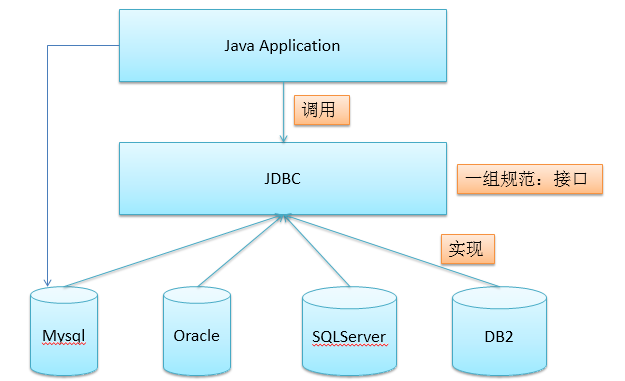 Java Application
调用
JDBC
一组规范：接口
实现
Mysql
Oracle
SQLServer
DB2